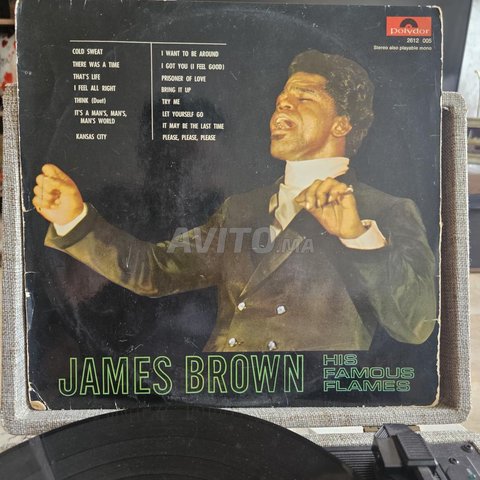 polydor
2612 005
Stereo also playable mono
COLD SWEAT
THERE WAS A TIME
THAT'S LIFE
I FEEL ALL RIGHT
THINK (Duet)
IT'S A MAN'S, MAN'S,
MAN'S WORLD
KANSAS CITY
I WANT TO BE AROUND
I GOT YOU (I FEEL GOOD)
PRISONER OF LOVE
BRING IT UP
TRY ME
LET YOURSELF GO
IT MAY BE THE LAST TIME
PLEASE, PLEASE, PLEASE
AVITO.MA
JAMES BROWN
HIS
FAMOUS
FLAMES